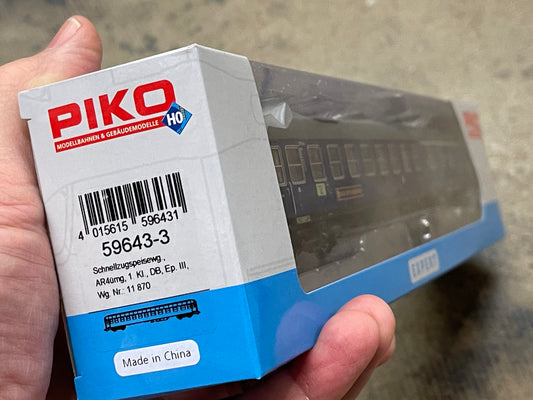 PIKO
H0
MODELLBAHNEN & GEBÄUDEMODELLE
4 015615 596431
59643-3
Schnellzugspeisewg.,
AR4ümg, 1. Kl., DB, Ep. III,
Wg. Nr.: 11 870
Made in China
EXPERT